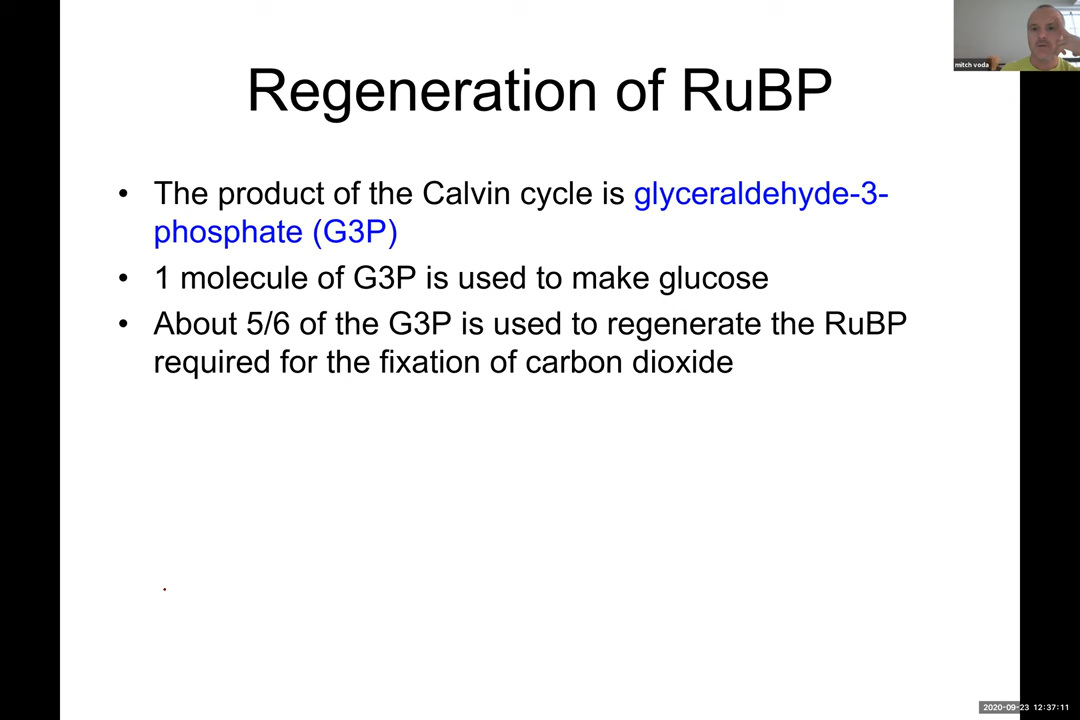 mitch voda
Regeneration of RuBP
• The product of the Calvin cycle is glyceraldehyde-3-
phosphate (G3P)
• 1 molecule of G3P is used to make glucose
• About 5/6 of the G3P is used to regenerate the RuBP
required for the fixation of carbon dioxide
2020-09-23 12:37:11